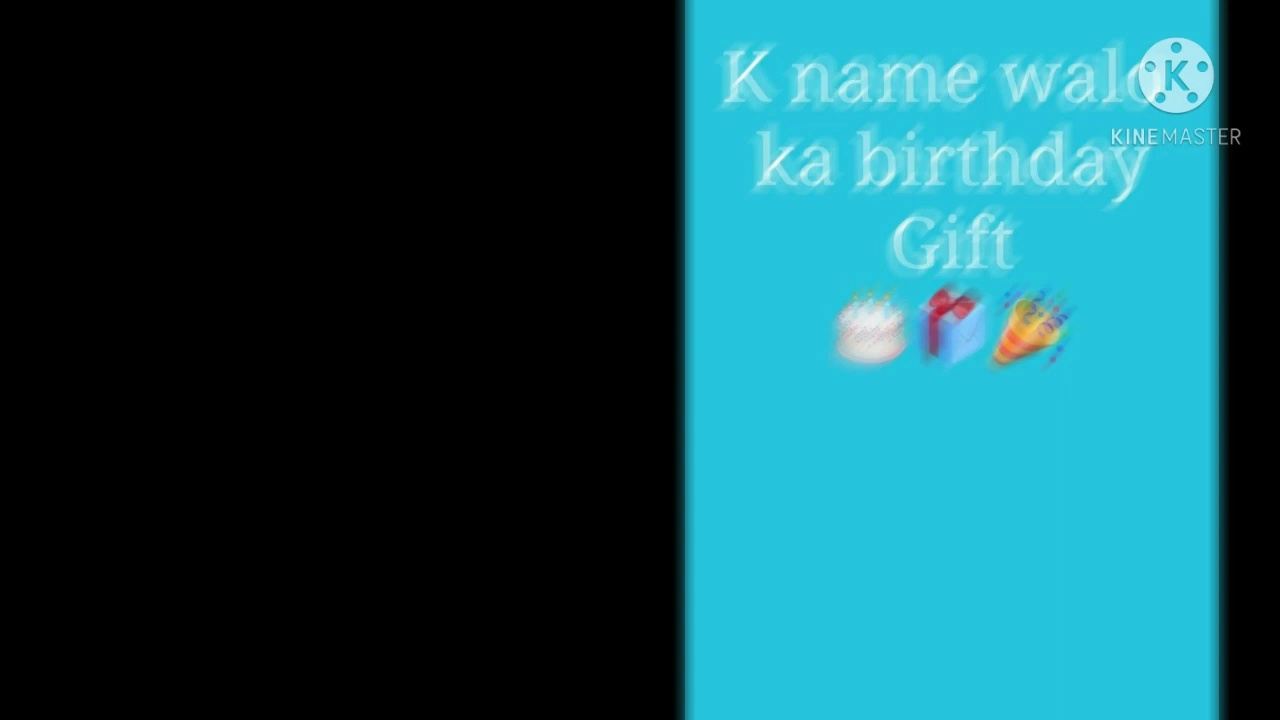 K name walo
ka birthday
Gift
🎂🎁🎉
K
KINEMASTER